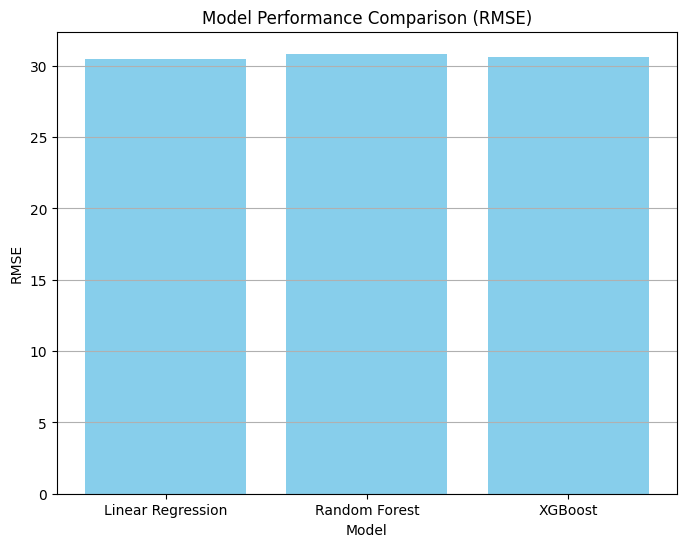 Model Performance Comparison (RMSE)
RMSE
30
25
20
15
10
5
0
Linear Regression
Random Forest
XGBoost
Model